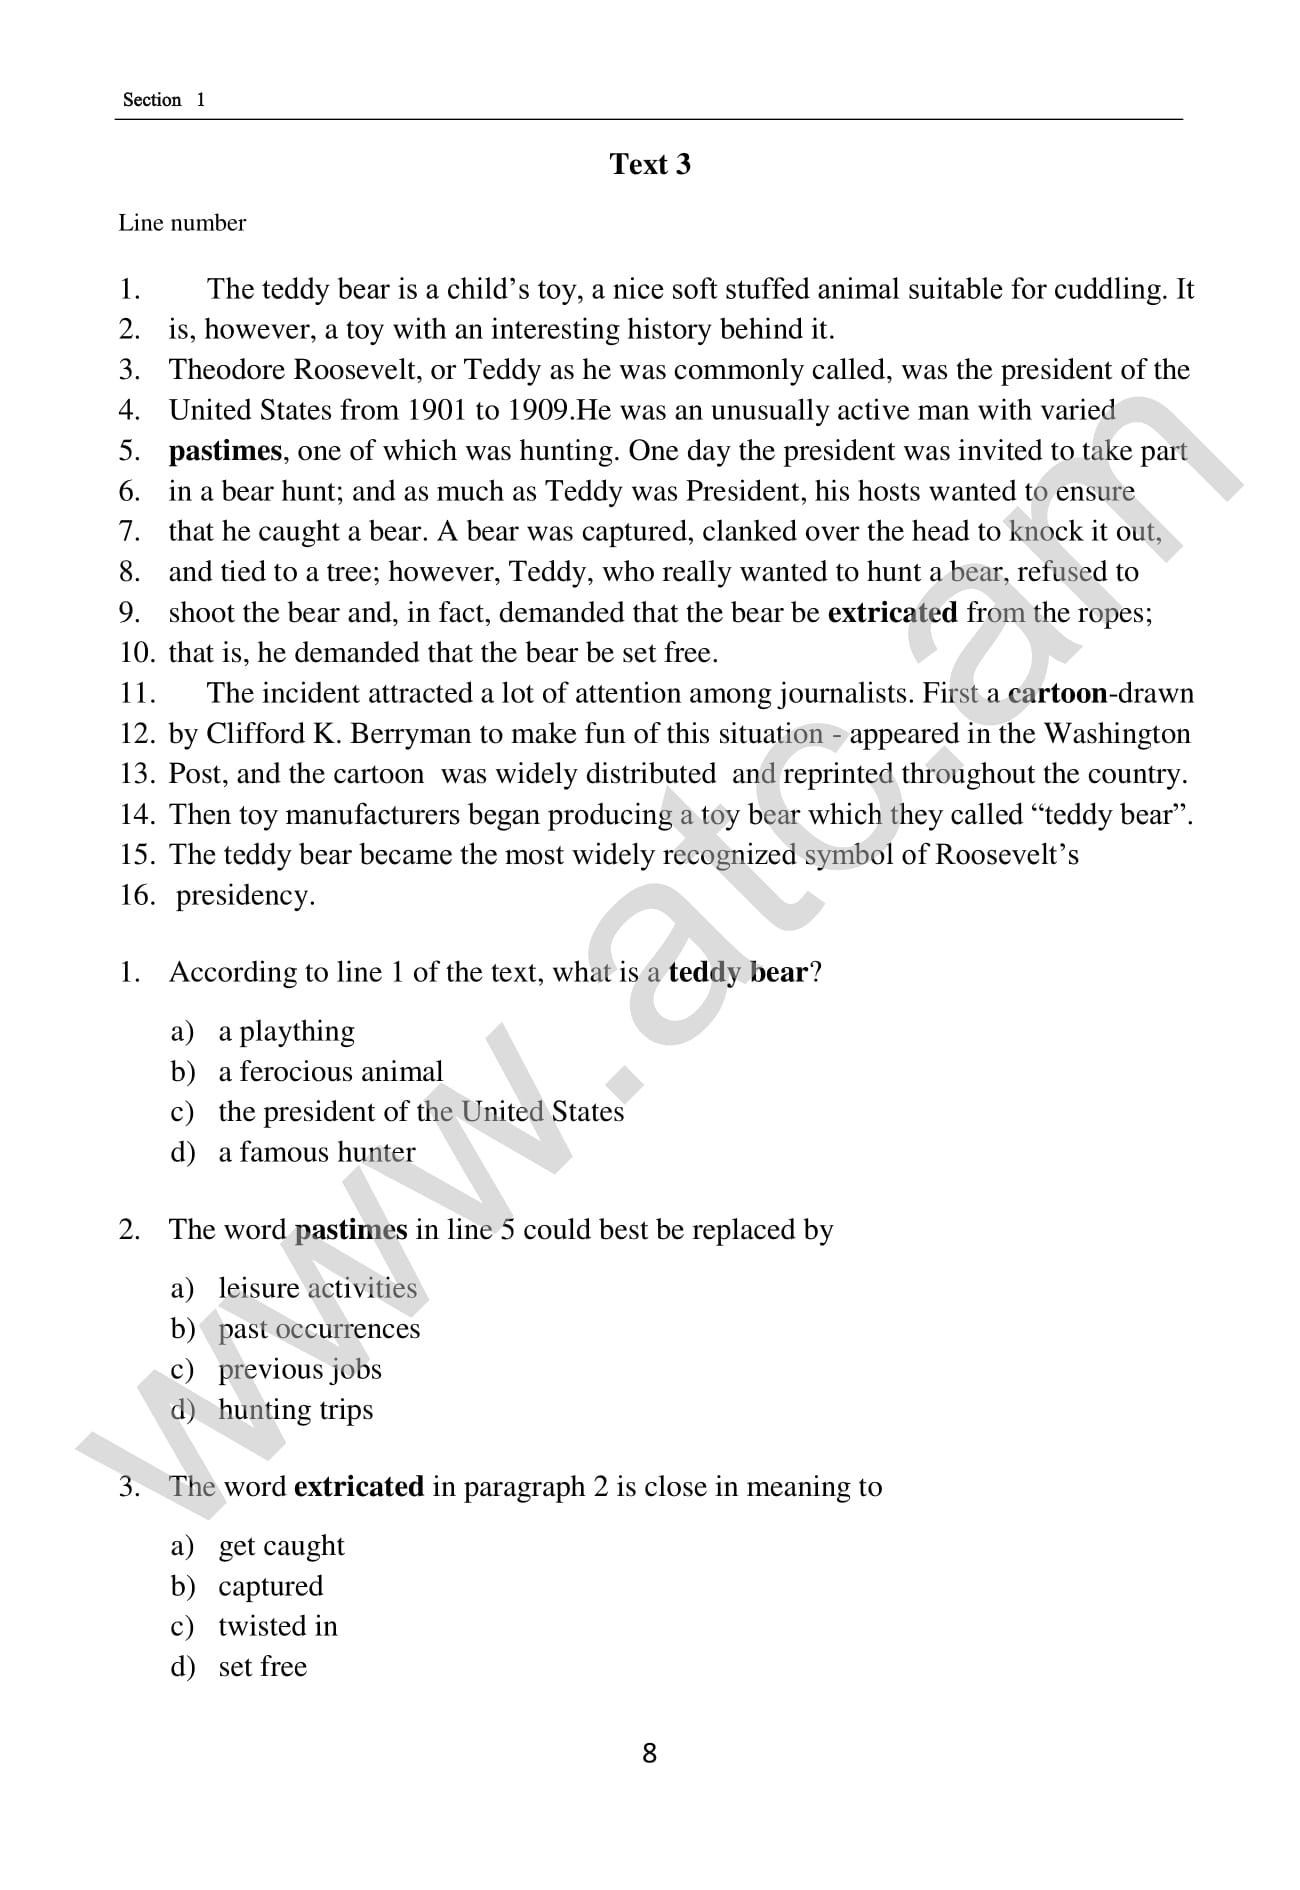 Section 1
Text 3
Line number
1. The teddy bear is a child's toy, a nice soft stuffed animal suitable for cuddling. It
2. is, however, a toy with an interesting history behind it.
3. Theodore Roosevelt, or Teddy as he was commonly called, was the president of the
4. United States from 1901 to 1909.He was an unusually active man with varied
5. pastimes, one of which was hunting. One day the president was invited to take part
6. in a bear hunt; and as much as Teddy was President, his hosts wanted to ensure
7. that he caught a bear. A bear was captured, clanked over the head to knock it out,
8. and tied to a tree; however, Teddy, who really wanted to hunt a bear, refused to
9. shoot the bear and, in fact, demanded that the bear be extricated from the ropes;
10. that is, he demanded that the bear be set free.
11. The incident attracted a lot of attention among journalists. First a cartoon-drawn
12. by Clifford K. Berryman to make fun of this situation - appeared in the Washington
13. Post, and the cartoon was widely distributed and reprinted throughout the country.
14. Then toy manufacturers began producing a toy bear which they called “teddy bear”.
15. The teddy bear became the most widely recognized symbol of Roosevelt's
16. presidency.
1. According to line 1 of the text, what is a teddy bear?
a) a plaything
b) a ferocious animal
c) the president of the United States
d) a famous hunter
2. The word pastimes in line 5 could best be replaced by
a) leisure activities
b) past occurrences
c) previous jobs
d) hunting trips
3. The word extricated in paragraph 2 is close in meaning to
a) get caught
b) captured
c) twisted in
d) set free
8
www.atc.am